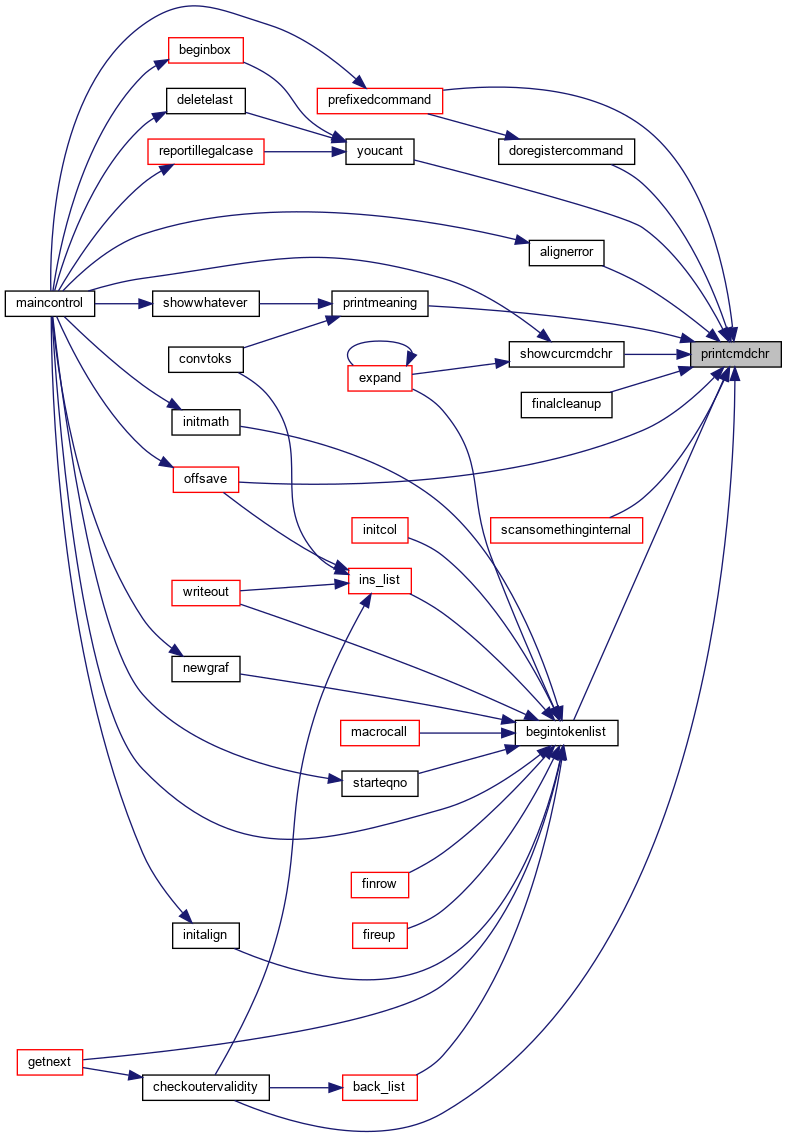 beginbox
deletelast
prefixedcommand
reportillegalcase
youcant
doregistercommand
alignerror
maincontrol
showwhatever
printmeaning
convtoks
showcurcmdchr
printcmdchr
expand
finalcleanup
initmath
offsave
initcol
scansomethinginternal
writeout
ins_list
newgraf
macrocall
begintokenlist
starteqno
finrow
initalign
fireup
getnext
checkoutervalidity
back_list